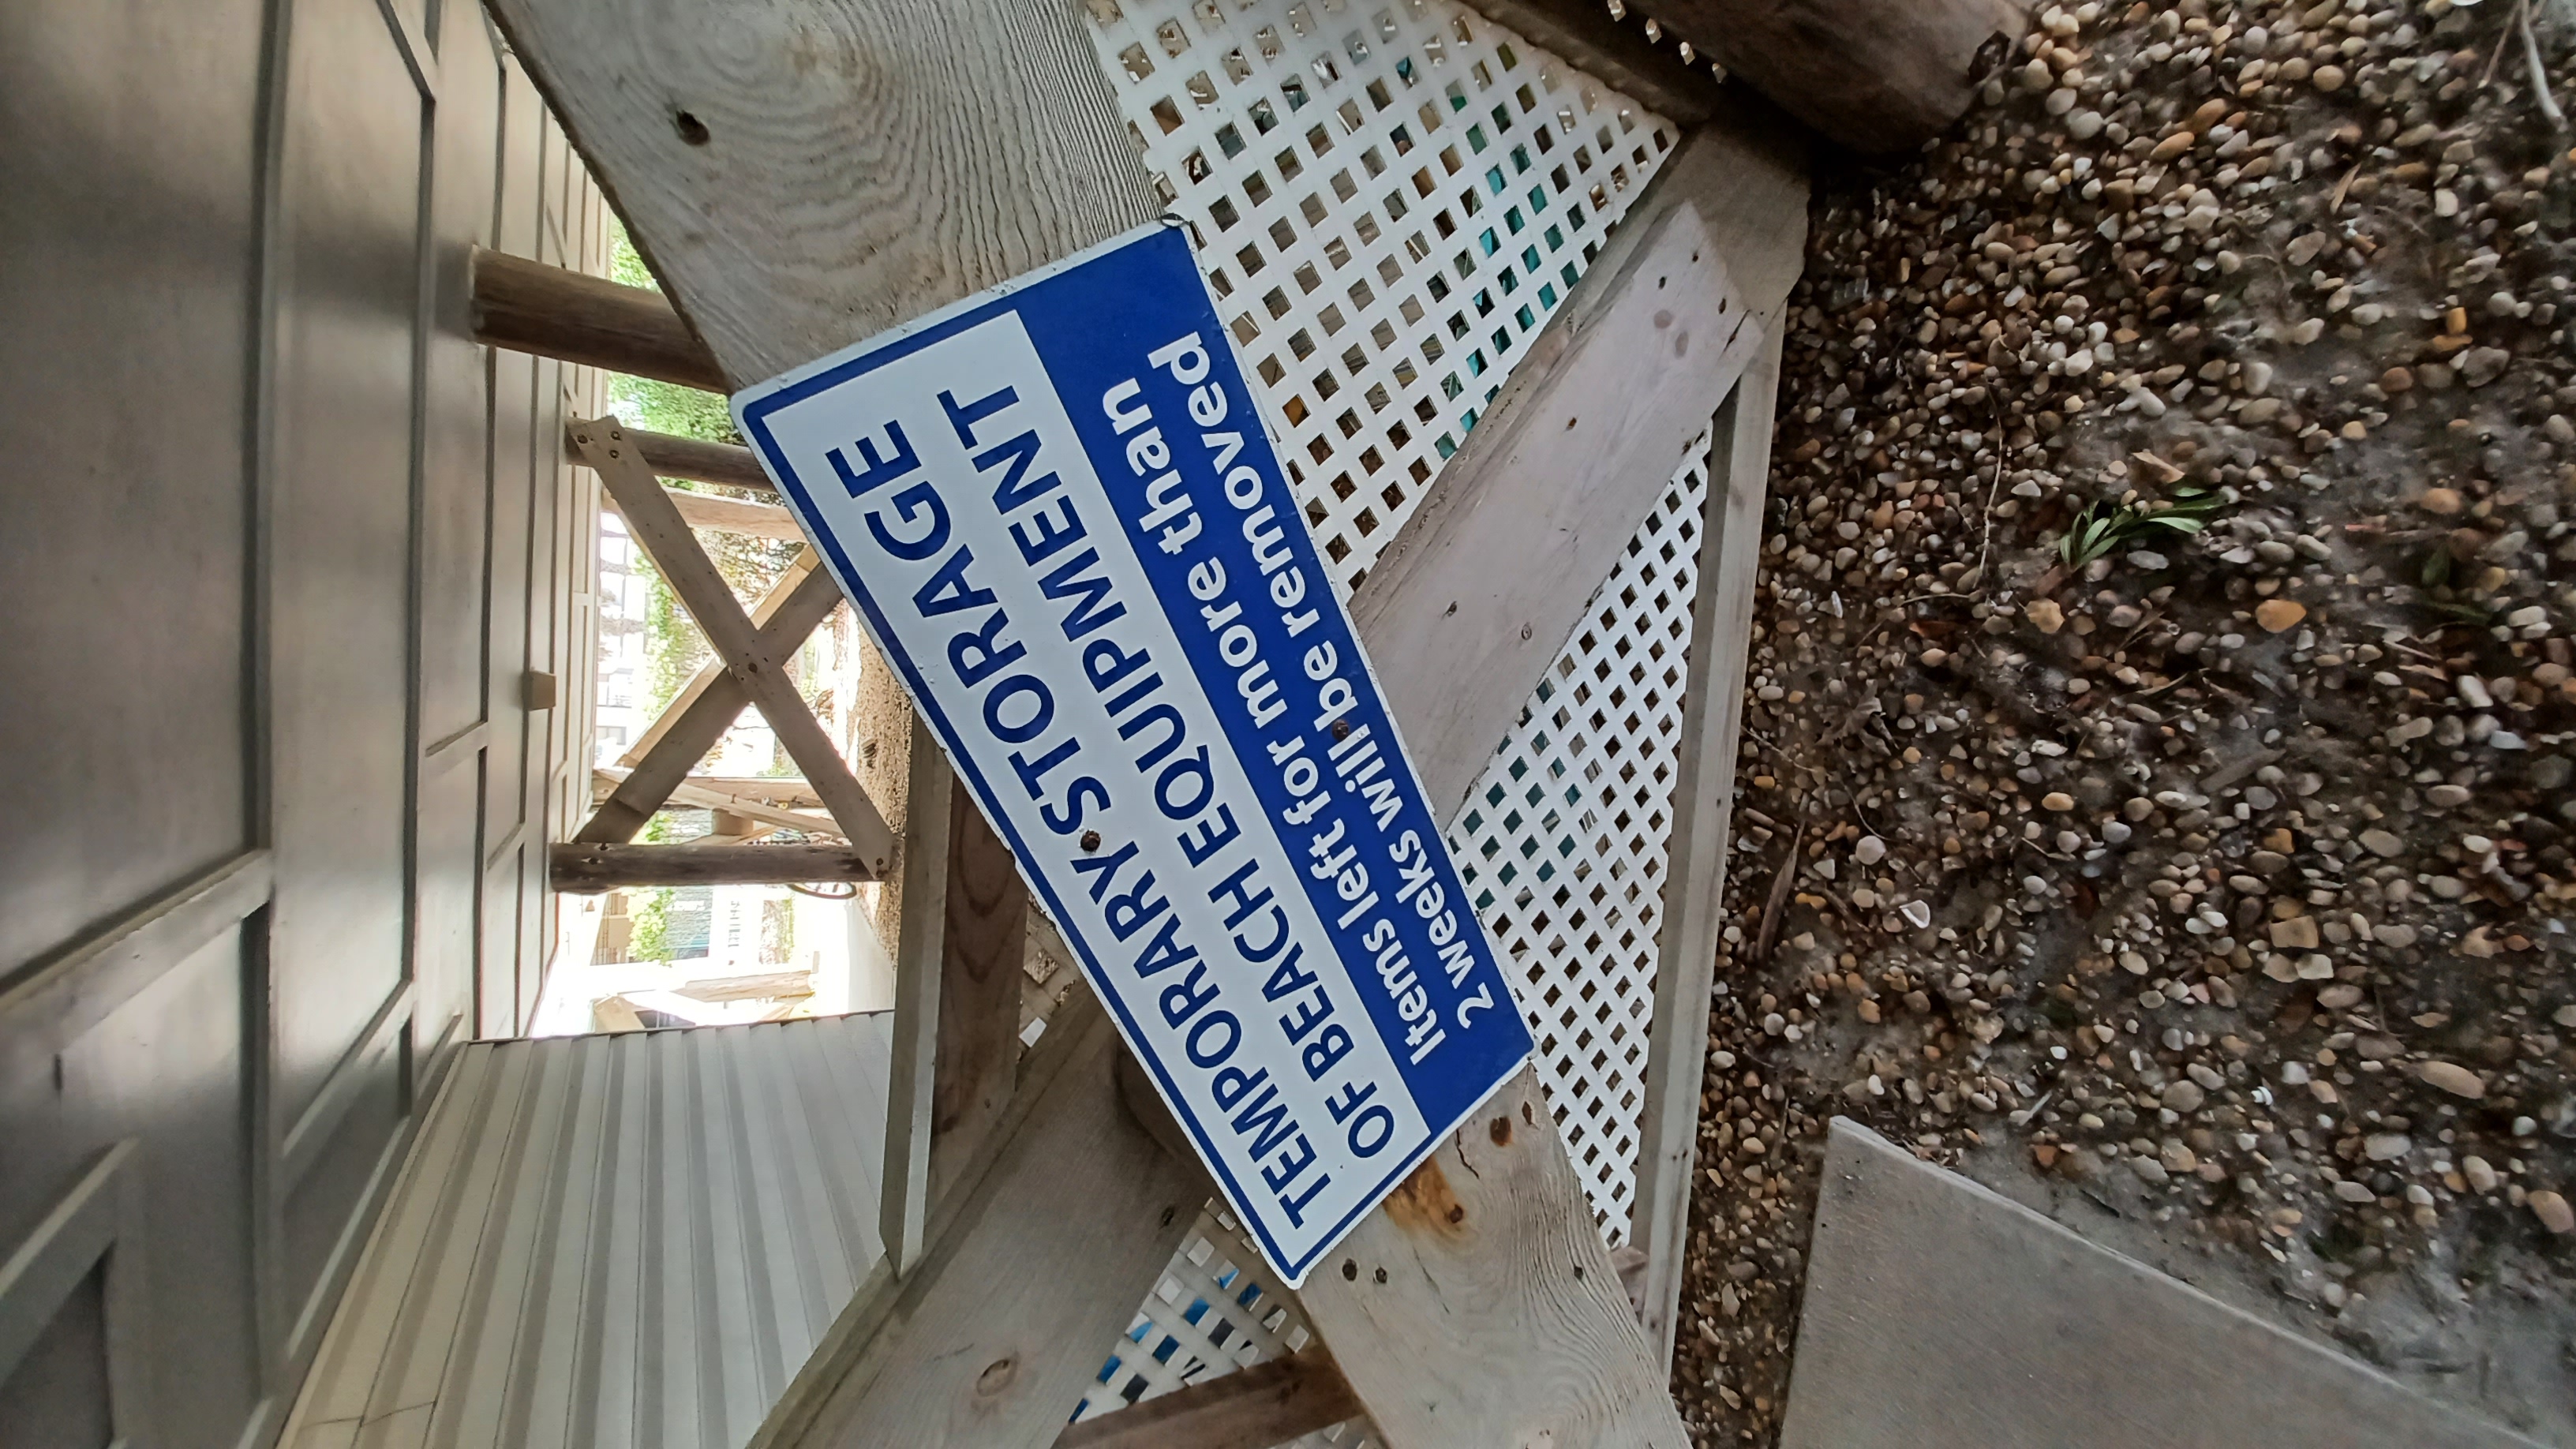 TEMPORARY STORAGE
OF BEACH EQUIPMENT
Items left for more than
2 weeks will be removed